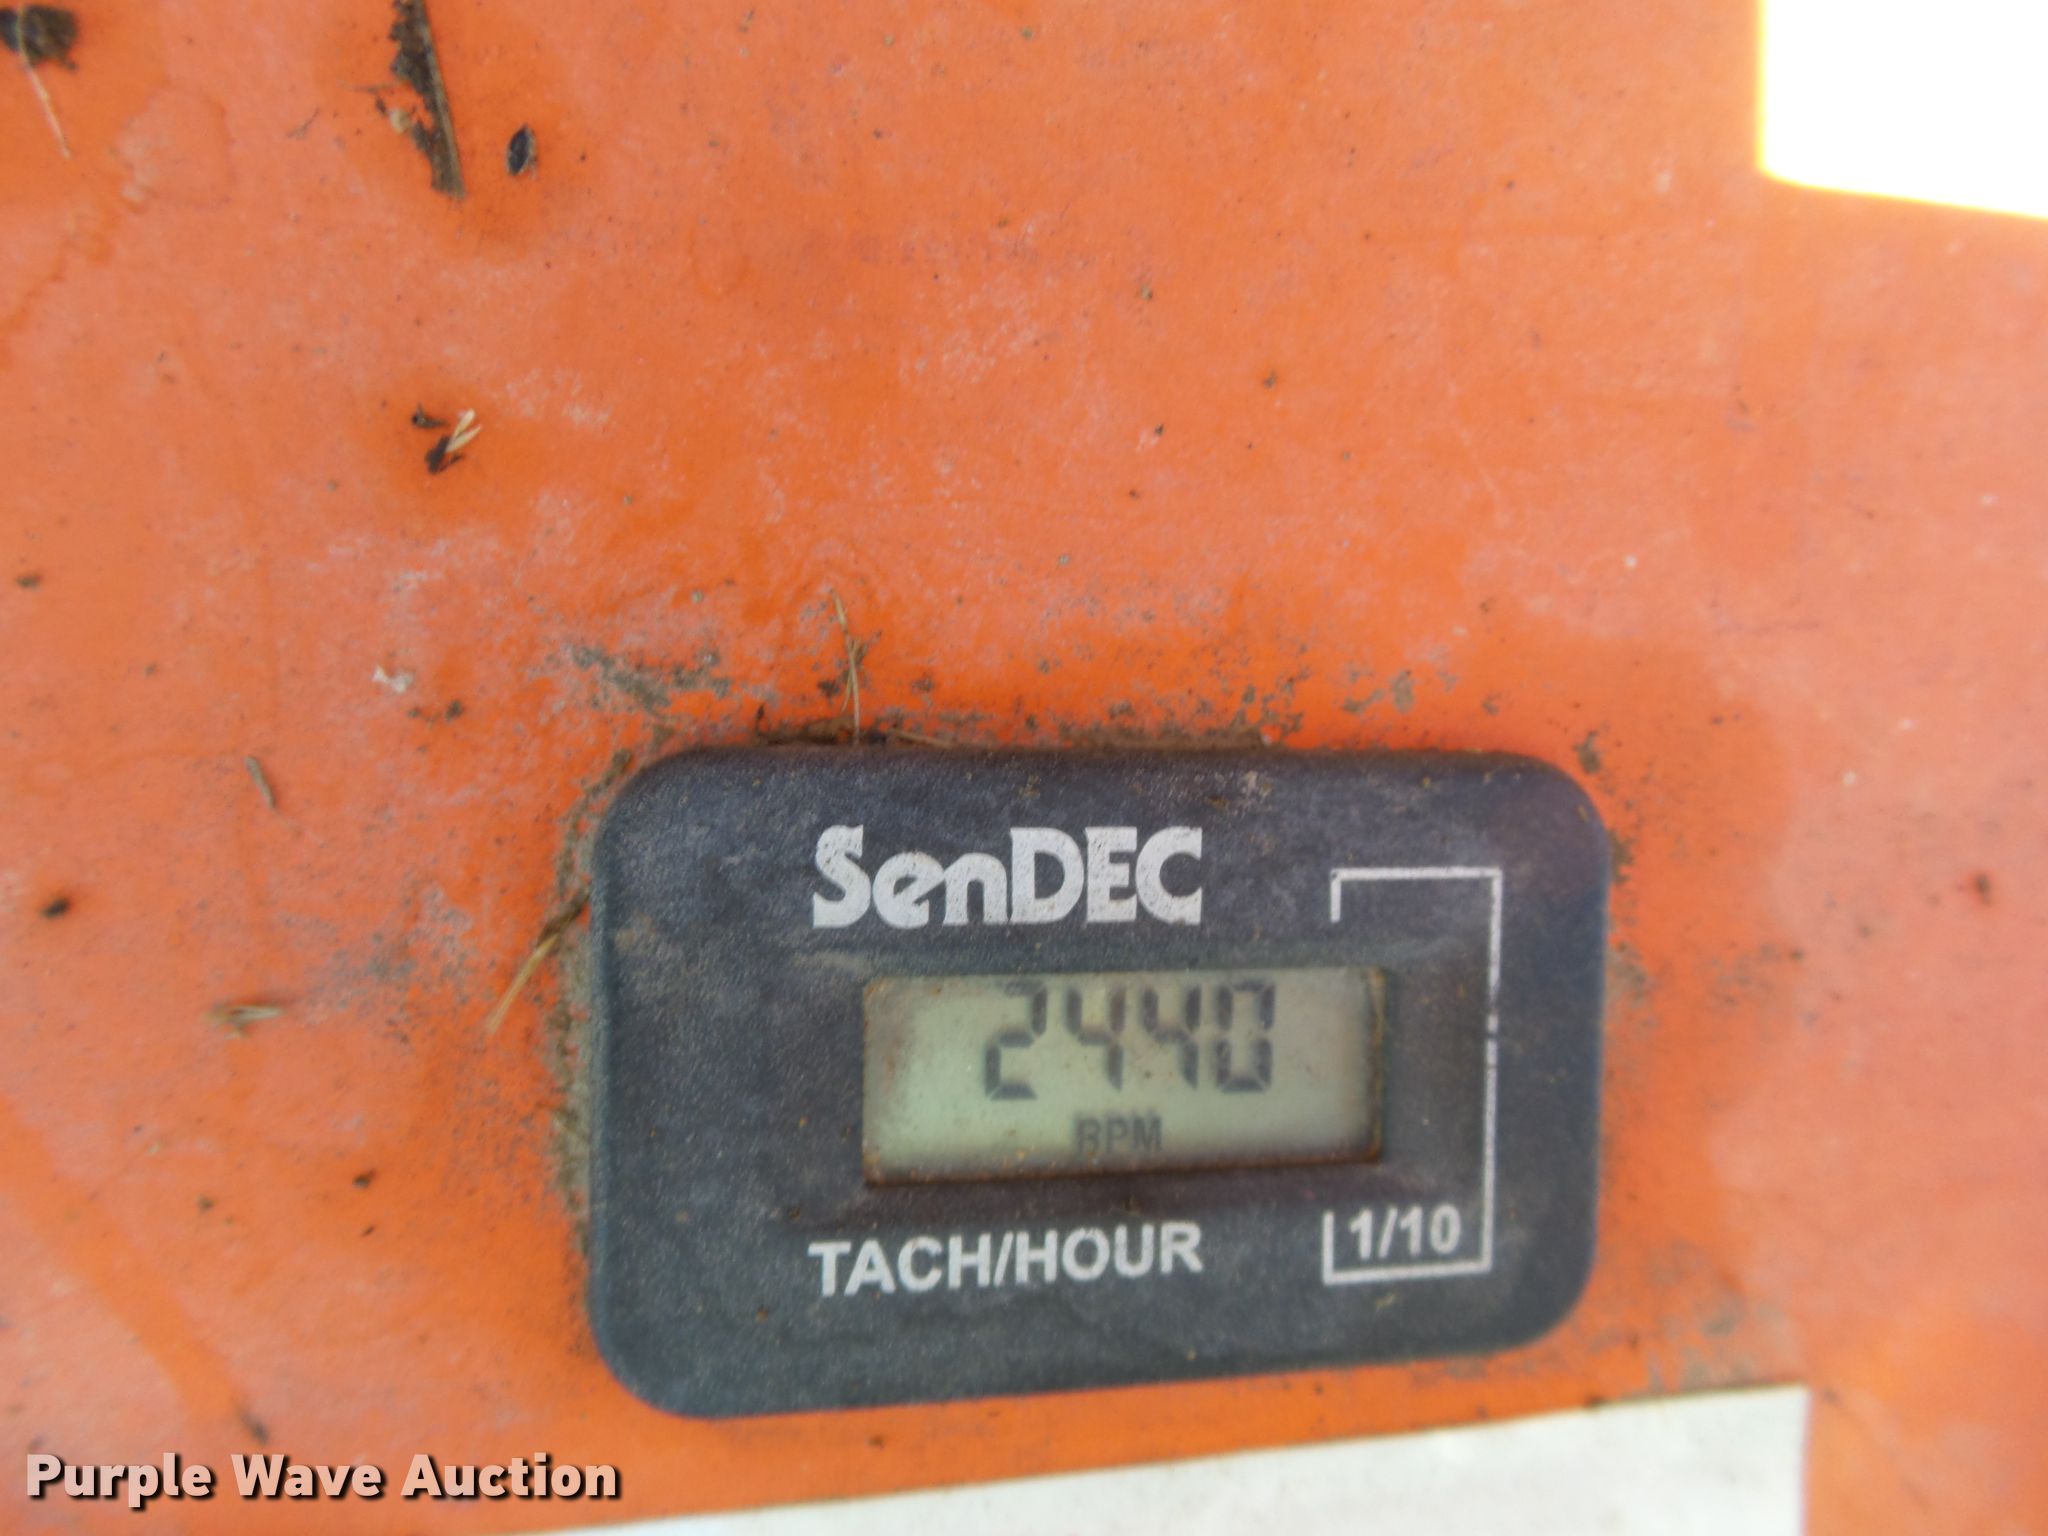 SenDEC
2440
RPM
TACH/HOUR
1/10
Purple Wave Auction